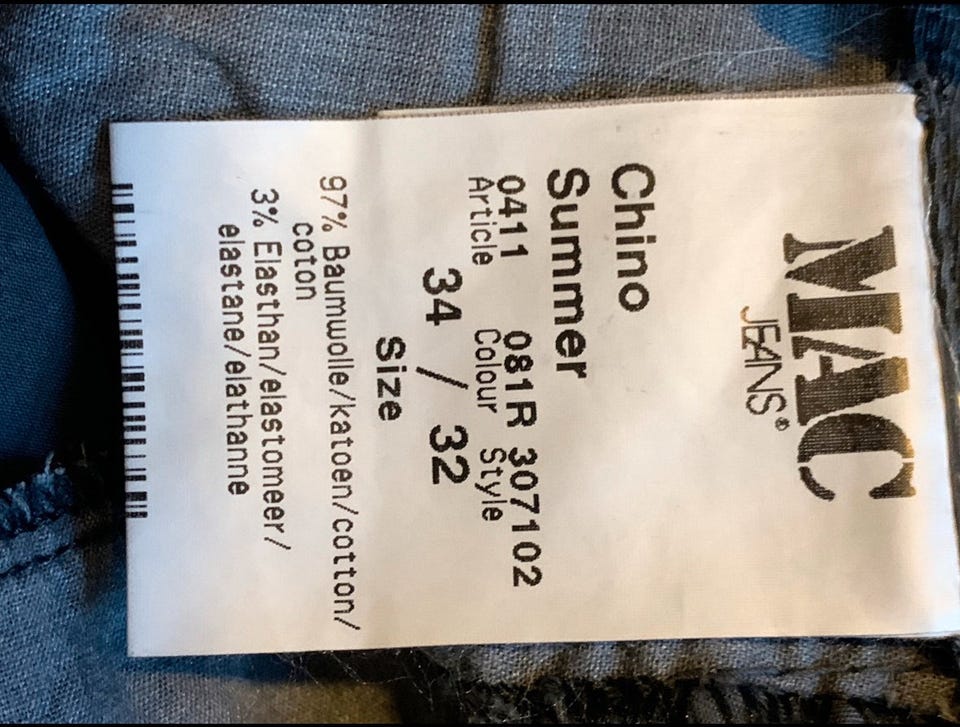 MAC
JEANS®
Chino
Summer
0411 081R 307102
Article Colour Style
34 / 32
Size
97% Baumwolle/katoen/cotton/
coton
3% Elasthan/elastomeer/
elastane/elathanne